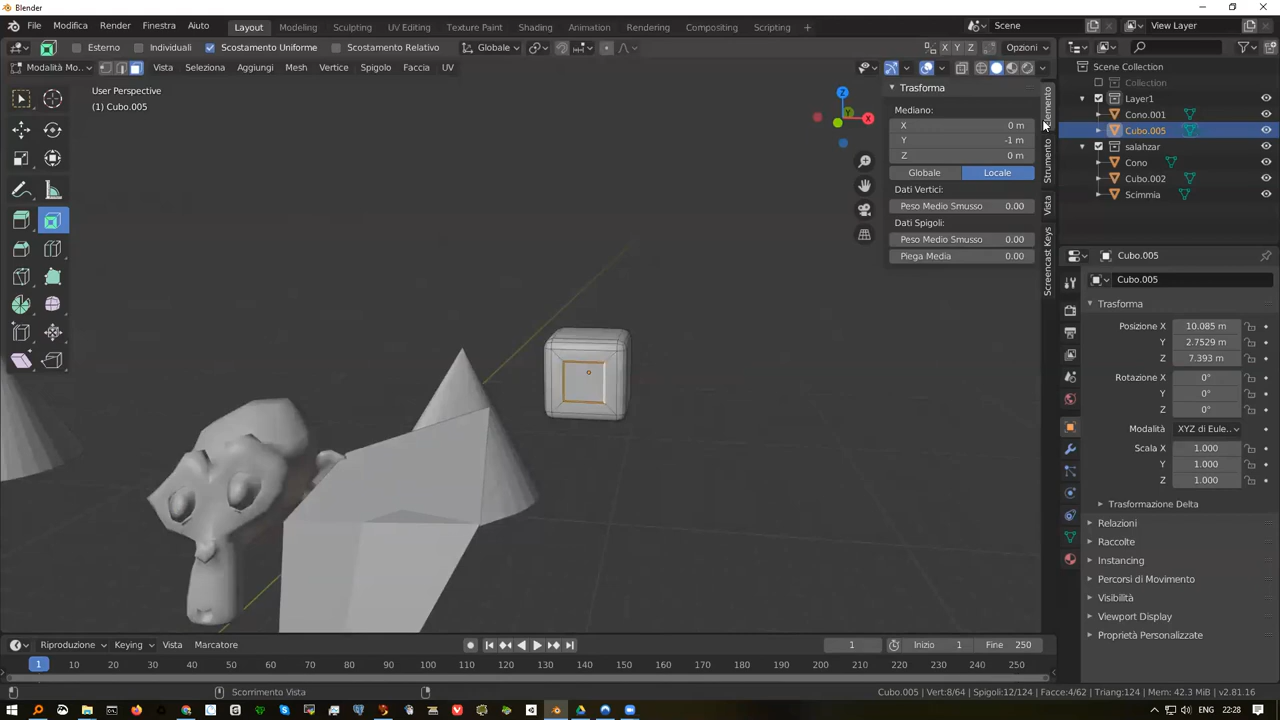 Blender
File Modifica Render Finestra Aiuto Layout Modeling Sculpting UV Editing Texture Paint Shading Animation Rendering Compositing Scripting + Scene View Layer
Esterno Individuali Scostamento Uniforme Scostamento Relativo Globale X Y Z Opzioni
Modalità Mo... Vista Seleziona Aggiungi Mesh Vertice Spigolo Faccia UV
User Perspective
(1) Cubo.005
Z
X
Y
Trasforma
Mediano:
X 0 m
Y -1 m
Z 0 m
Globale Locale
Dati Vertici:
Peso Medio Smusso 0.00
Dati Spigoli:
Peso Medio Smusso 0.00
Piega Media 0.00
Elemento
Strumento
Vista
Screencast Keys
Scene Collection
Collection
Layer1
Cono.001
Cubo.005
salahzar
Cono
Cubo.002
Scimmia
Cubo.005
Cubo.005
Trasforma
Posizione X 10.085 m
Y 2.7529 m
Z 7.393 m
Rotazione X 0°
Y 0°
Z 0°
Modalità XYZ di Eule..
Scala X 1.000
Y 1.000
Z 1.000
Trasformazione Delta
Relazioni
Raccolte
Instancing
Percorsi di Movimento
Visibilità
Viewport Display
Proprietà Personalizzate
Riproduzione Keying Vista Marcatore 1 Inizio 1 Fine 250
1 10 20 30 40 50 60 70 80 90 100 110 120 130 140 150 160 170 180 190 200 210 220 230 240 250
Scorrimento Vista Cubo.005 | Vert:8/64 | Spigoli:12/124 | Facce:4/62 | Triang:124 | Mem: 42.3 MiB | v2.81.16
ENG 22:28